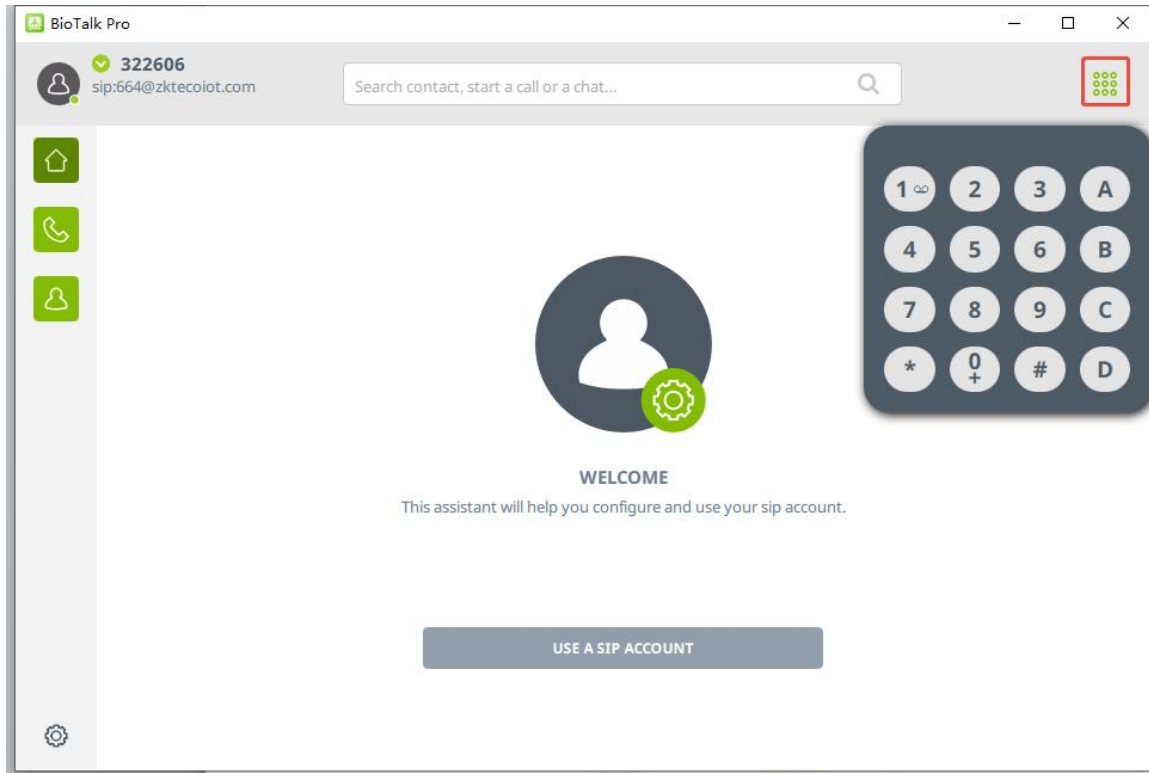 BioTalk Pro
322606
sip:664@zktecoiot.com
Search contact, start a call or a chat...
1 2 3 A
4 5 6 B
7 8 9 C
* 0 # D
+
WELCOME
This assistant will help you configure and use your sip account.
USE A SIP ACCOUNT